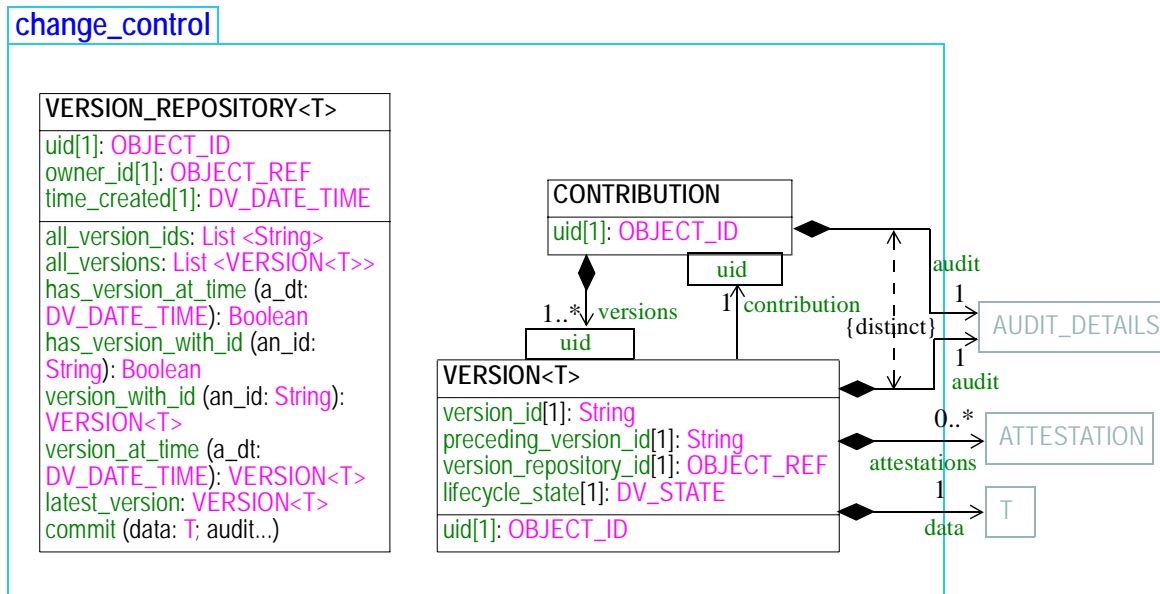 change_control
VERSION_REPOSITORY<T>
uid[1]: OBJECT_ID
owner_id[1]: OBJECT_REF
time_created[1]: DV_DATE_TIME
all_version_ids: List <String>
all_versions: List <VERSION<T>>
has_version_at_time (a_dt:
DV_DATE_TIME): Boolean
has_version_with_id (an_id:
String): Boolean
version_with_id (an_id: String):
VERSION<T>
version_at_time (a_dt:
DV_DATE_TIME): VERSION<T>
latest_version: VERSION<T>
commit (data: T; audit...)
CONTRIBUTION
uid[1]: OBJECT_ID
uid
1..* versions
1 contribution
uid
VERSION<T>
version_id[1]: String
preceding_version_id[1]: String
version_repository_id[1]: OBJECT_REF
lifecycle_state[1]: DV_STATE
uid[1]: OBJECT_ID
audit
1
{distinct}
AUDIT_DETAILS
1
audit
0..*
ATTESTATION
attestations
1
T
data